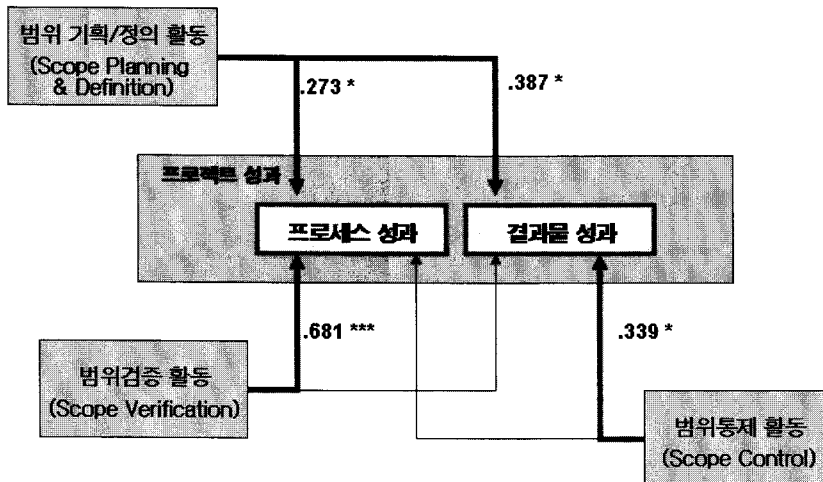 범위 기획/정의 활동
(Scope Planning
& Definition)
.273 *
.387 *
프로젝트 성과
프로세스 성과
결과물 성과
.681 ***
.339 *
범위검증 활동
(Scope Verification)
범위통제 활동
(Scope Control)